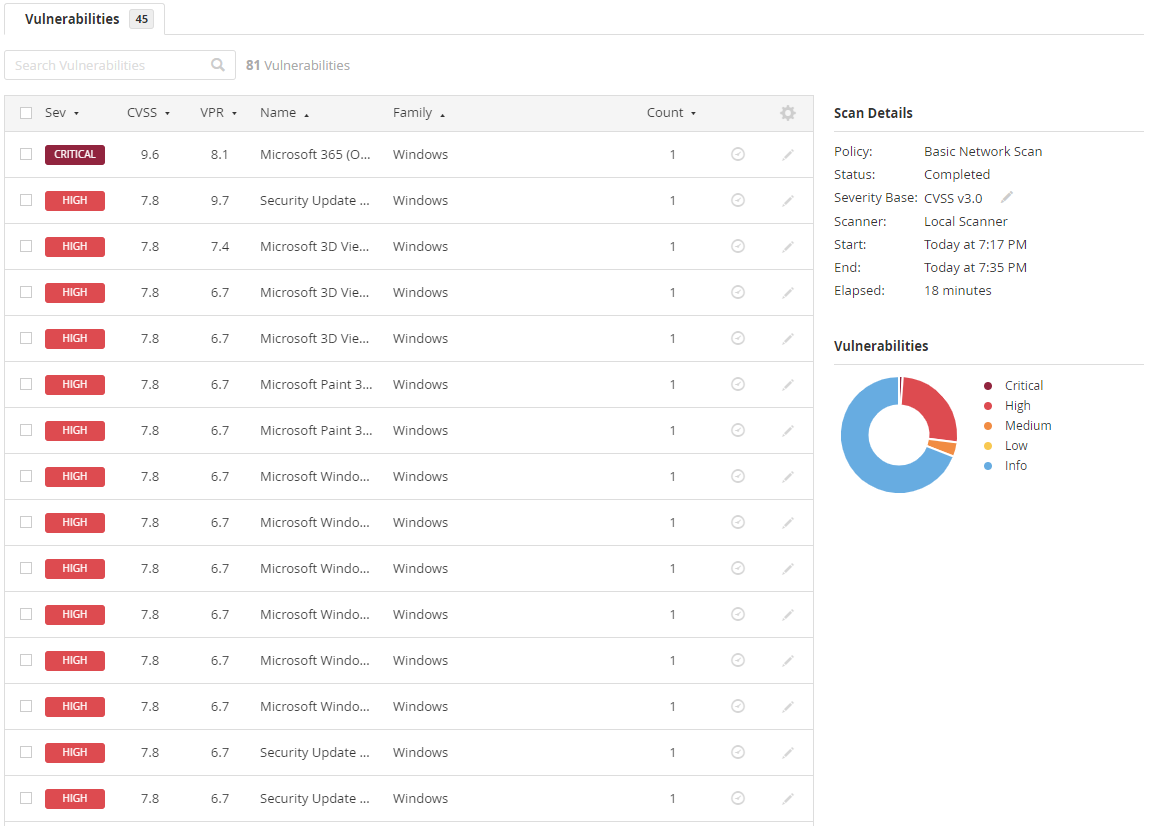 Vulnerabilities 45
Search Vulnerabilities 81 Vulnerabilities
Sev CVSS VPR Name Family Count
CRITICAL 9.6 8.1 Microsoft 365 (O... Windows 1
HIGH 7.8 9.7 Security Update ... Windows 1
HIGH 7.8 7.4 Microsoft 3D Vie... Windows 1
HIGH 7.8 6.7 Microsoft 3D Vie... Windows 1
HIGH 7.8 6.7 Microsoft 3D Vie... Windows 1
HIGH 7.8 6.7 Microsoft Paint 3... Windows 1
HIGH 7.8 6.7 Microsoft Paint 3... Windows 1
HIGH 7.8 6.7 Microsoft Windo... Windows 1
HIGH 7.8 6.7 Microsoft Windo... Windows 1
HIGH 7.8 6.7 Microsoft Windo... Windows 1
HIGH 7.8 6.7 Microsoft Windo... Windows 1
HIGH 7.8 6.7 Microsoft Windo... Windows 1
HIGH 7.8 6.7 Microsoft Windo... Windows 1
HIGH 7.8 6.7 Security Update ... Windows 1
HIGH 7.8 6.7 Security Update ... Windows 1
Scan Details
Policy: Basic Network Scan
Status: Completed
Severity Base: CVSS v3.0
Scanner: Local Scanner
Start: Today at 7:17 PM
End: Today at 7:35 PM
Elapsed: 18 minutes
Vulnerabilities
Critical
High
Medium
Low
Info